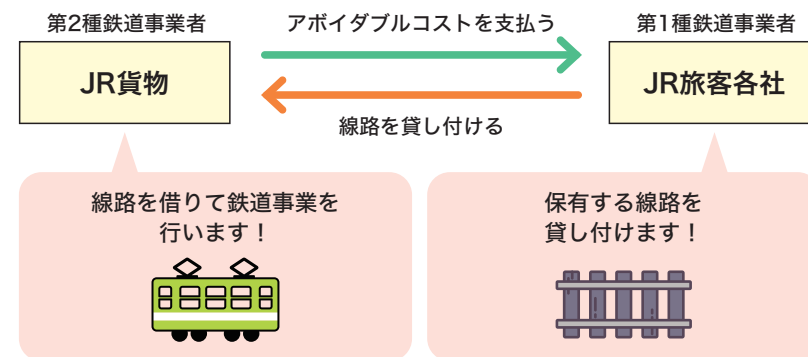 第2種鉄道事業者
アボイダブルコストを支払う
第1種鉄道事業者
JR貨物
JR旅客各社
線路を貸し付ける
線路を借りて鉄道事業を
行います！
保有する線路を
貸し付けます！